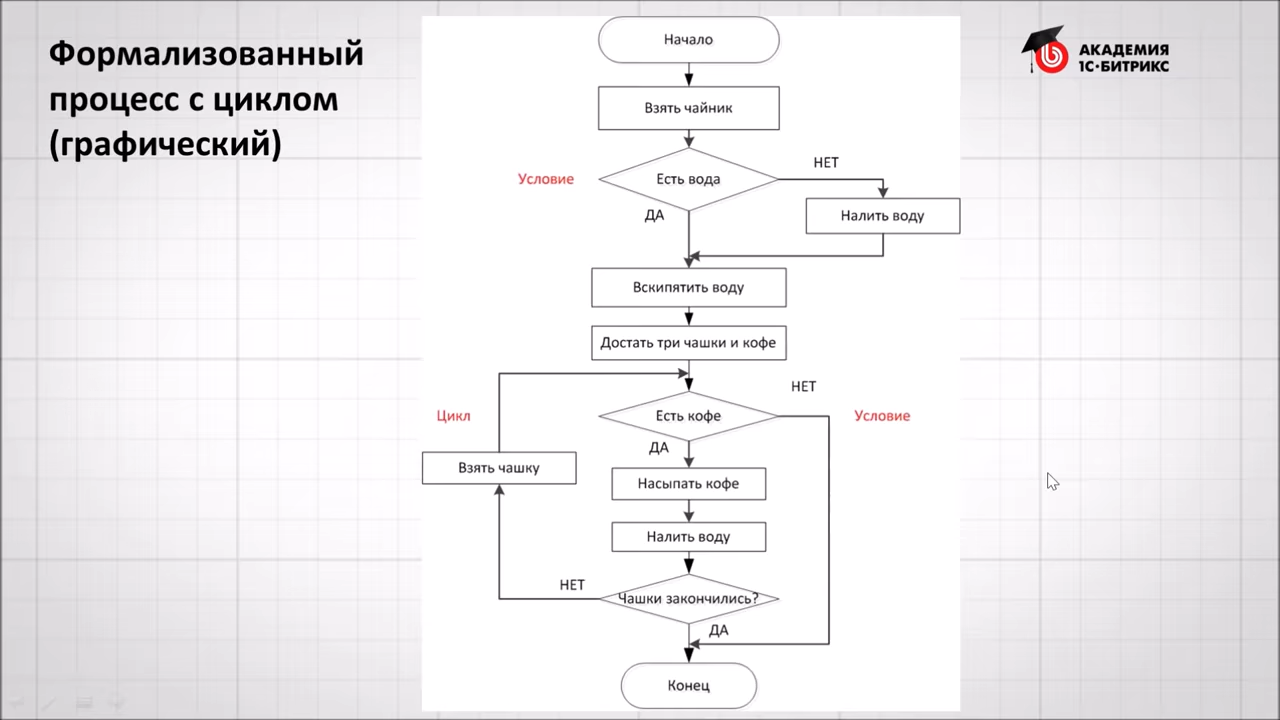 Формализованный
процесс с циклом
(графический)
АКАДЕМИЯ
1С•БИТРИКС
Начало
Взять чайник
Условие
Есть вода
НЕТ
ДА
Налить воду
Вскипятить воду
Достать три чашки и кофе
НЕТ
Цикл
Есть кофе
Условие
ДА
Взять чашку
Насыпать кофе
Налить воду
НЕТ
Чашки закончились?
ДА
Конец